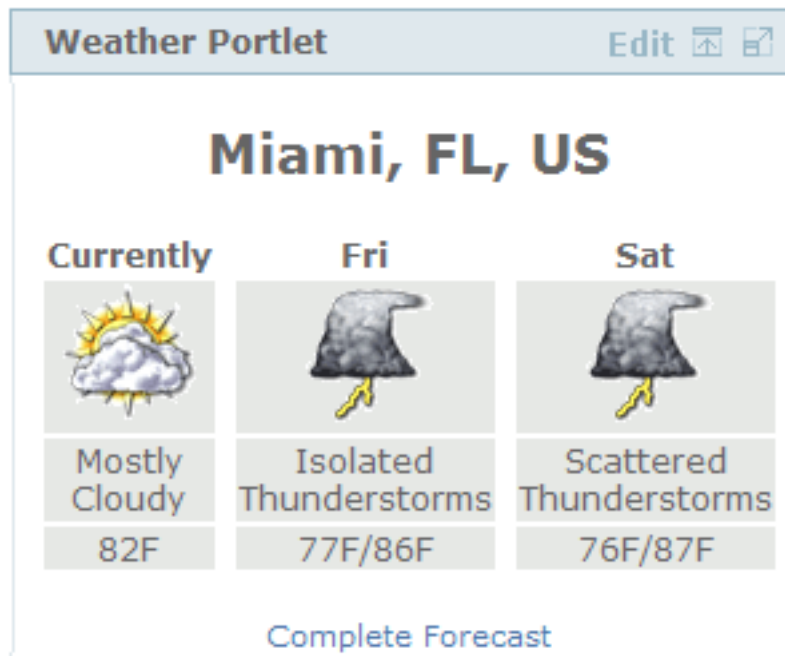 Weather Portlet Edit
Miami, FL, US
Currently Fri Sat
Mostly Cloudy
Isolated Thunderstorms
Scattered Thunderstorms
82F 77F/86F 76F/87F
Complete Forecast